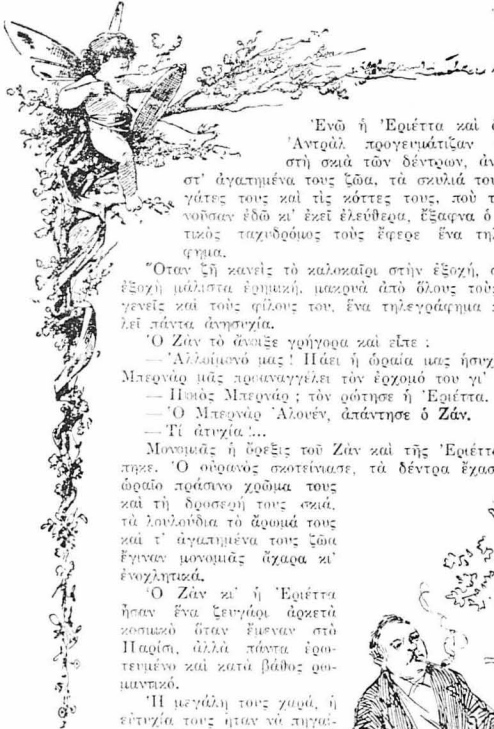 Ἐνῶ ἡ Ἑριέττα καὶ ὁ
Ἀντρὰλ προγευμάτιζαν
στὴ σκιὰ τῶν δέντρων, ἀν
στ' ἀγαπημένα τους ζῶα, τὰ σκυλιά του
γάτες τους καὶ τὶς κόττες τους, ποὺ τ
νοῦσαν ἐδῶ κι' ἐκεῖ ἐλεύθερα, ἔξαφνα ὁ
τικὸς ταχυδρόμος τοὺς ἔφερε ἕνα τηλ
φημα.
Ὅταν ζῇ κανεὶς τὸ καλοκαῖρι στὴν ἐξοχή, σ
ἐξοχὴ μάλιστα ἐρημική, μακρυὰ ἀπὸ ὅλους τοὺς
γενεῖς καὶ τοὺς φίλους του, ἕνα τηλεγράφημα
λεῖ πάντα ἀνησυχία.
Ὁ Ζὰν τὸ ἄνοιξε γρήγορα καὶ εἶπε :
— Ἀλλοίμονό μας ! Πάει ἡ ὡραία μας ἡσυχ
Μπερνὰρ μᾶς προαναγγέλει τὸν ἐρχομό του γι'
— Ποιὸς Μπερνάρ ; τὸν ρώτησε ἡ Ἑριέττα.
— Ὁ Μπερνὰρ Ἀλουέν, ἀπάντησε ὁ Ζάν.
— Τί ἀτυχία !...
Μονομιᾶς ἡ ὄρεξις τοῦ Ζὰν καὶ τῆς Ἑριέττ
πηκε. Ὁ οὐρανὸς σκοτείνιασε, τὰ δέντρα ἔχασ
ὡραῖο πράσινο χρῶμα τους
καὶ τὴ δροσερή τους σκιά,
τὰ λουλούδια τὸ ἄρωμά τους
καὶ τ' ἀγαπημένα τους ζῶα
ἔγιναν μονομιᾶς ἄχαρα κι'
ἐνοχλητικά.
Ὁ Ζὰν κι' ἡ Ἑριέττα
ἦσαν ἕνα ζευγάρι ἀρκετὰ
κοσμικὸ ὅταν ἔμεναν στὸ
Παρίσι, ἀλλὰ πάντα ἐρω-
τευμένο καὶ κατὰ βάθος ρω-
μαντικό.
Ἡ μεγάλη τους χαρά, ἡ
εὐτυχία τους ἦταν νὰ πηγαί-